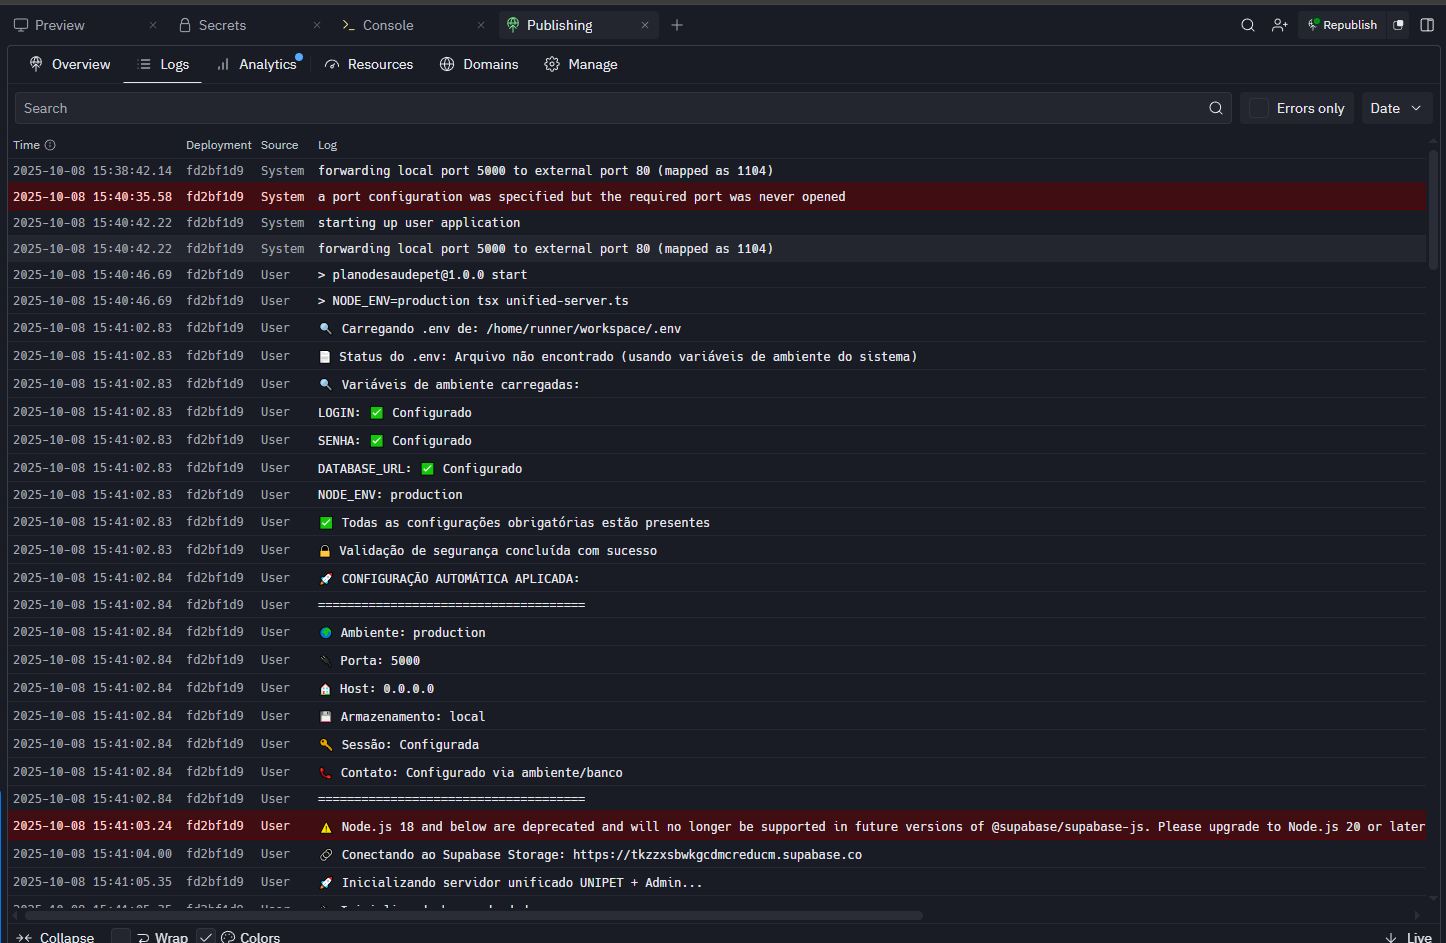 Preview × Secrets × Console × Publishing × + Republish
Overview Logs Analytics Resources Domains Manage
Search Errors only Date
Time Deployment Source Log
2025-10-08 15:38:42.14 fd2bf1d9 System forwarding local port 5000 to external port 80 (mapped as 1104)
2025-10-08 15:40:35.58 fd2bf1d9 System a port configuration was specified but the required port was never opened
2025-10-08 15:40:42.22 fd2bf1d9 System starting up user application
2025-10-08 15:40:42.22 fd2bf1d9 System forwarding local port 5000 to external port 80 (mapped as 1104)
2025-10-08 15:40:46.69 fd2bf1d9 User > planodesaudepet@1.0.0 start
2025-10-08 15:40:46.69 fd2bf1d9 User > NODE_ENV=production tsx unified-server.ts
2025-10-08 15:41:02.83 fd2bf1d9 User 🔍 Carregando .env de: /home/runner/workspace/.env
2025-10-08 15:41:02.83 fd2bf1d9 User 📄 Status do .env: Arquivo não encontrado (usando variáveis de ambiente do sistema)
2025-10-08 15:41:02.83 fd2bf1d9 User 🔍 Variáveis de ambiente carregadas:
2025-10-08 15:41:02.83 fd2bf1d9 User LOGIN: ✅ Configurado
2025-10-08 15:41:02.83 fd2bf1d9 User SENHA: ✅ Configurado
2025-10-08 15:41:02.83 fd2bf1d9 User DATABASE_URL: ✅ Configurado
2025-10-08 15:41:02.83 fd2bf1d9 User NODE_ENV: production
2025-10-08 15:41:02.83 fd2bf1d9 User ✅ Todas as configurações obrigatórias estão presentes
2025-10-08 15:41:02.83 fd2bf1d9 User 🔒 Validação de segurança concluída com sucesso
2025-10-08 15:41:02.84 fd2bf1d9 User 🚀 CONFIGURAÇÃO AUTOMÁTICA APLICADA:
2025-10-08 15:41:02.84 fd2bf1d9 User =====================================
2025-10-08 15:41:02.84 fd2bf1d9 User 🌍 Ambiente: production
2025-10-08 15:41:02.84 fd2bf1d9 User 🔌 Porta: 5000
2025-10-08 15:41:02.84 fd2bf1d9 User 🏠 Host: 0.0.0.0
2025-10-08 15:41:02.84 fd2bf1d9 User 💾 Armazenamento: local
2025-10-08 15:41:02.84 fd2bf1d9 User 🔑 Sessão: Configurada
2025-10-08 15:41:02.84 fd2bf1d9 User 📞 Contato: Configurado via ambiente/banco
2025-10-08 15:41:02.84 fd2bf1d9 User =====================================
2025-10-08 15:41:03.24 fd2bf1d9 User ⚠️ Node.js 18 and below are deprecated and will no longer be supported in future versions of @supabase/supabase-js. Please upgrade to Node.js 20 or later
2025-10-08 15:41:04.00 fd2bf1d9 User 🔗 Conectando ao Supabase Storage: https://tkzzxsbwkgcdmcreducm.supabase.co
2025-10-08 15:41:05.35 fd2bf1d9 User 🚀 Inicializando servidor unificado UNIPET + Admin...
2025-10-08 15:41:05.35 fd2bf1d9 User
Collapse Wrap Colors Live